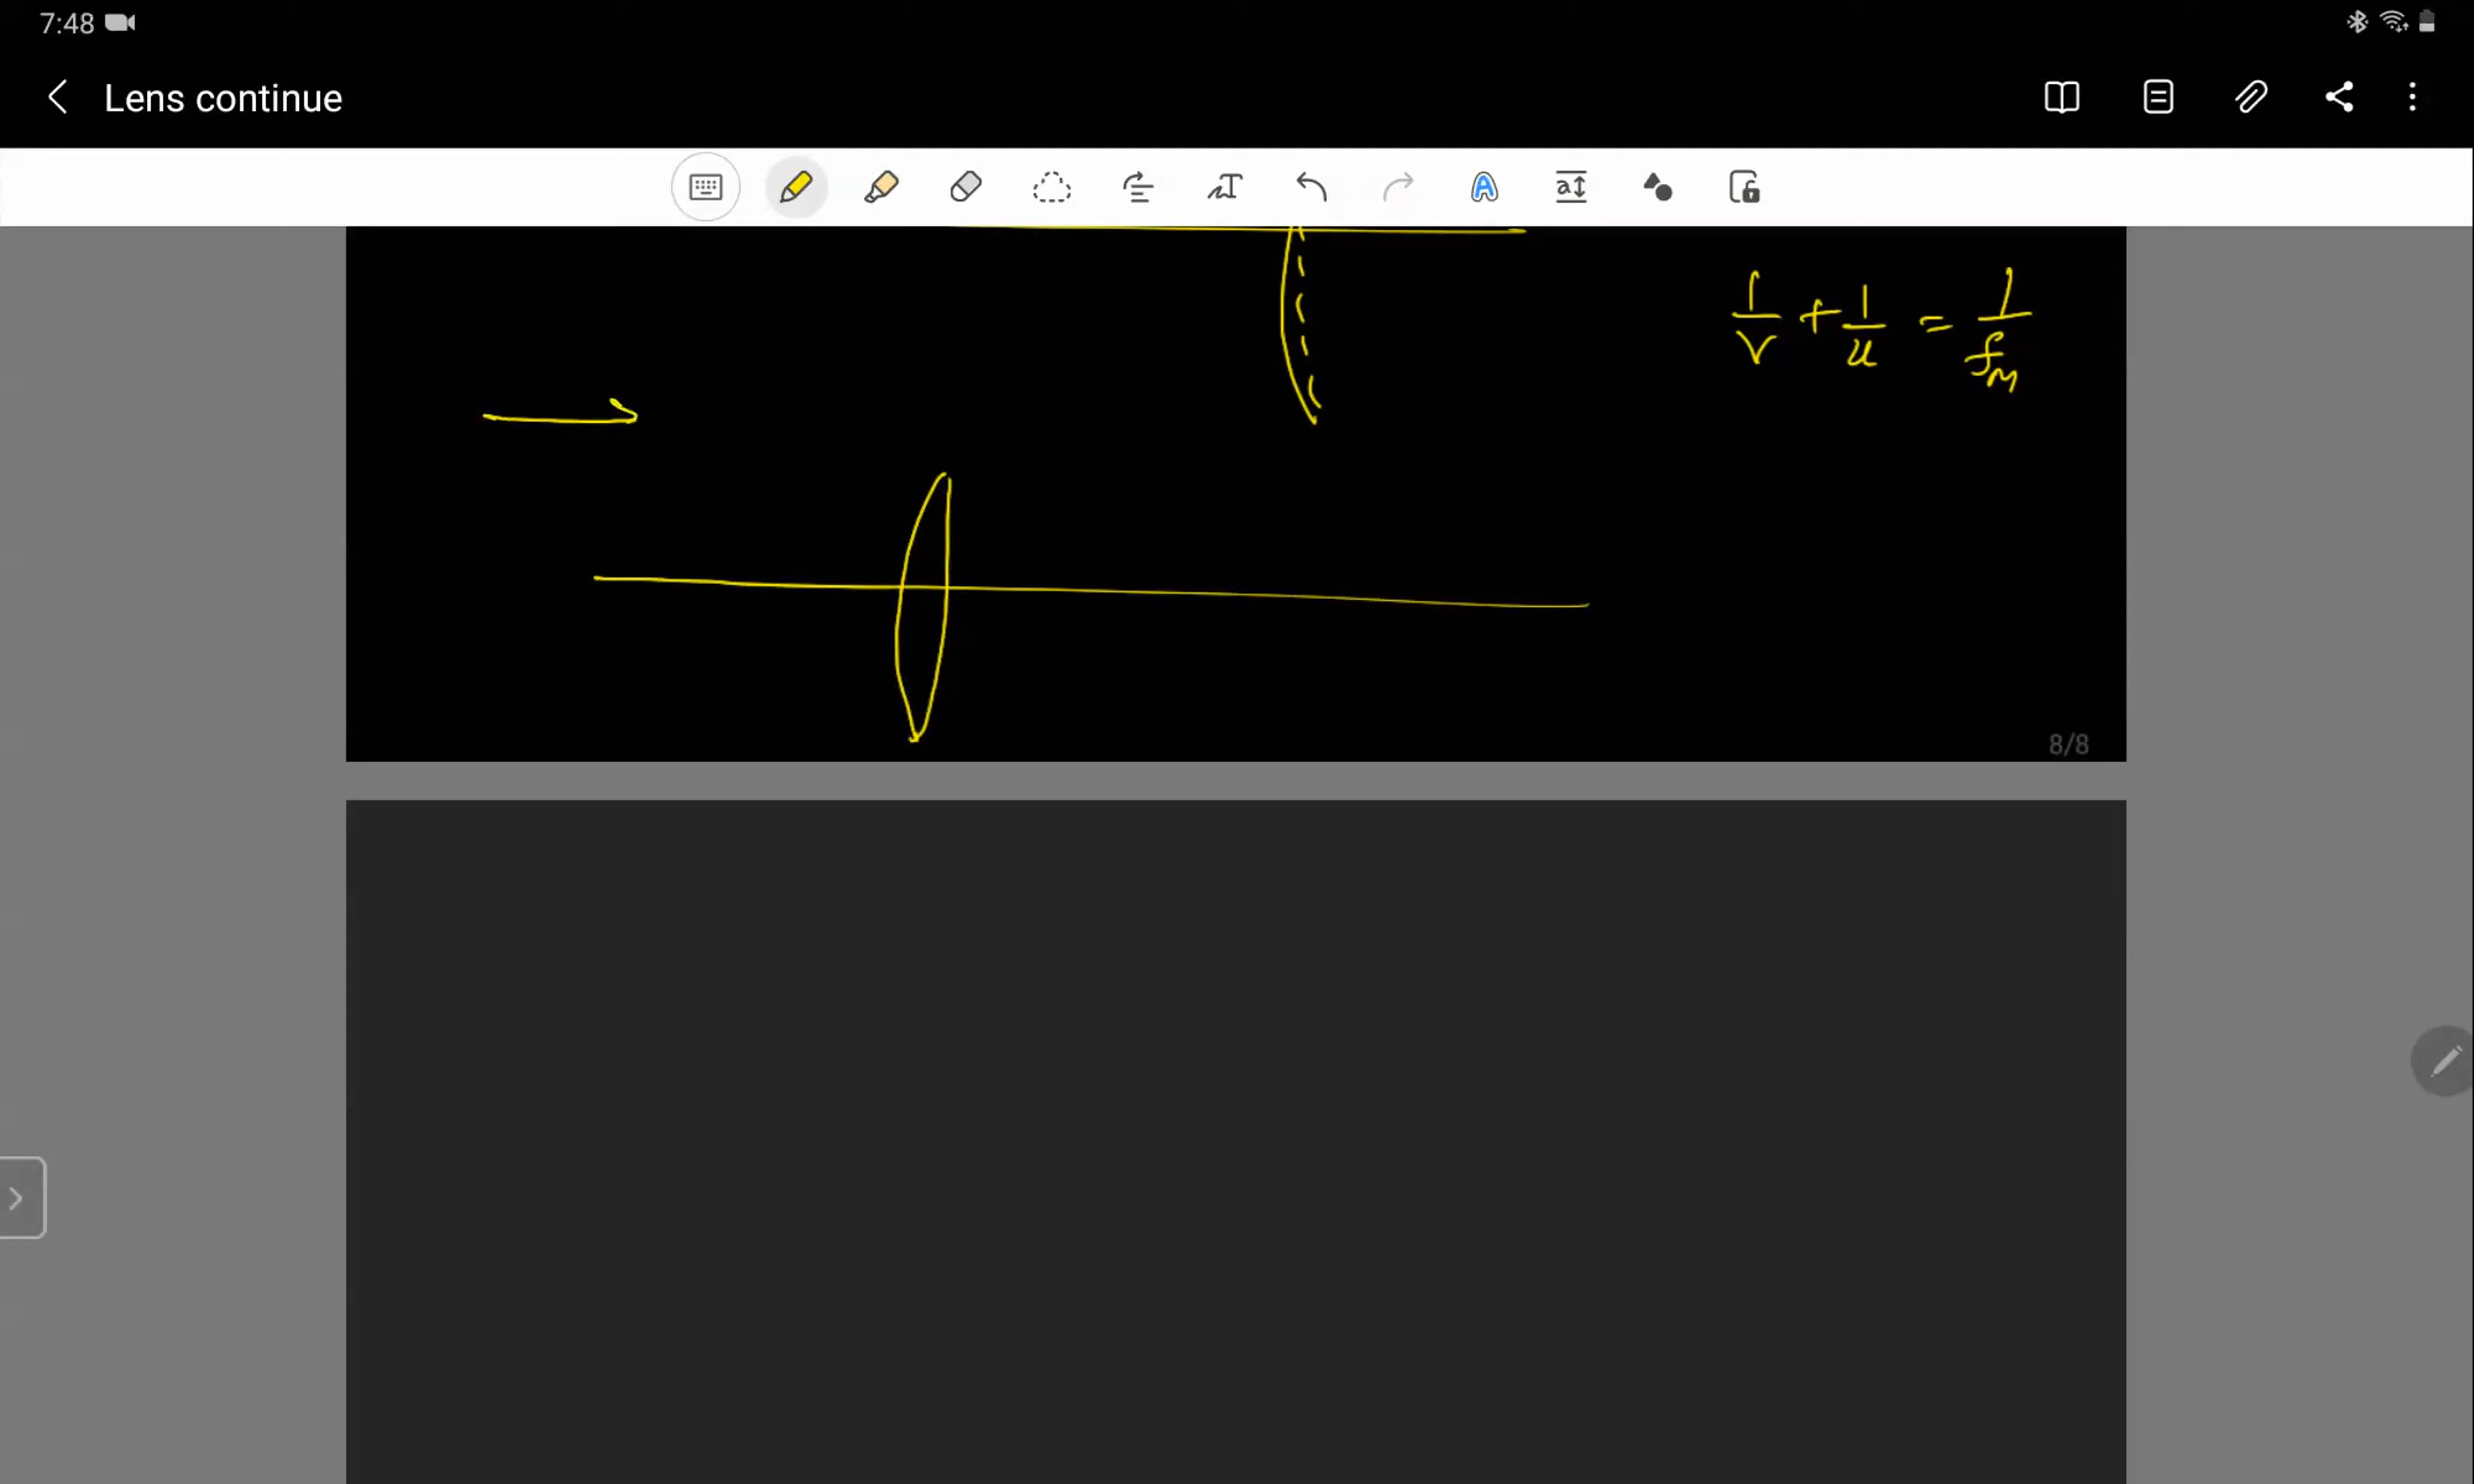 7:48
Lens continue
1/v + 1/u = 1/f_M
8/8